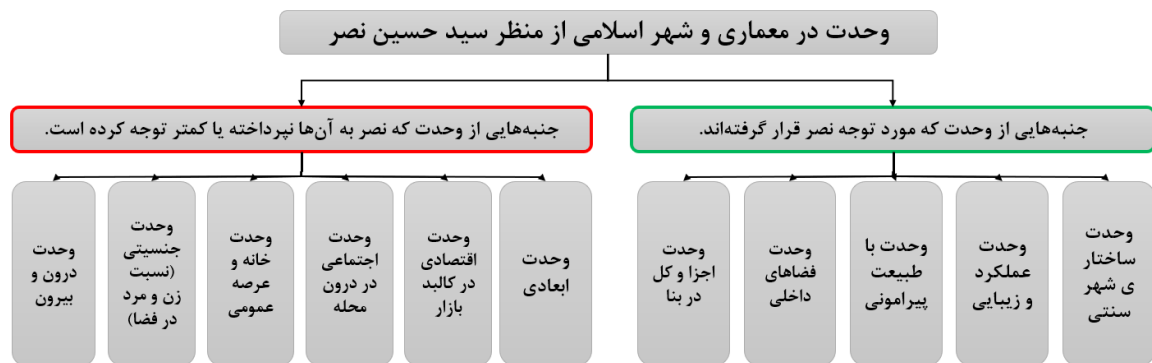 وحدت در معماری و شهر اسلامی از منظر سید حسین نصر
جنبه‌هایی از وحدت که مورد توجه نصر قرار گرفته‌اند.
جنبه‌هایی از وحدت که نصر به آن‌ها نپرداخته یا کمتر توجه کرده است.
وحدت
ساختار
ی شهر
سنتی
وحدت
عملکرد
و زیبایی
وحدت با
طبیعت
پیرامونی
وحدت
فضاهای
داخلی
وحدت
اجزا و کل
در بنا
وحدت
ابعادی
وحدت
اقتصادی
در کالبد
بازار
وحدت
اجتماعی
در درون
محله
وحدت
خانه و
عرصه
عمومی
وحدت
جنسیتی
(نسبت
زن و مرد
در فضا)
وحدت
درون و
بیرون